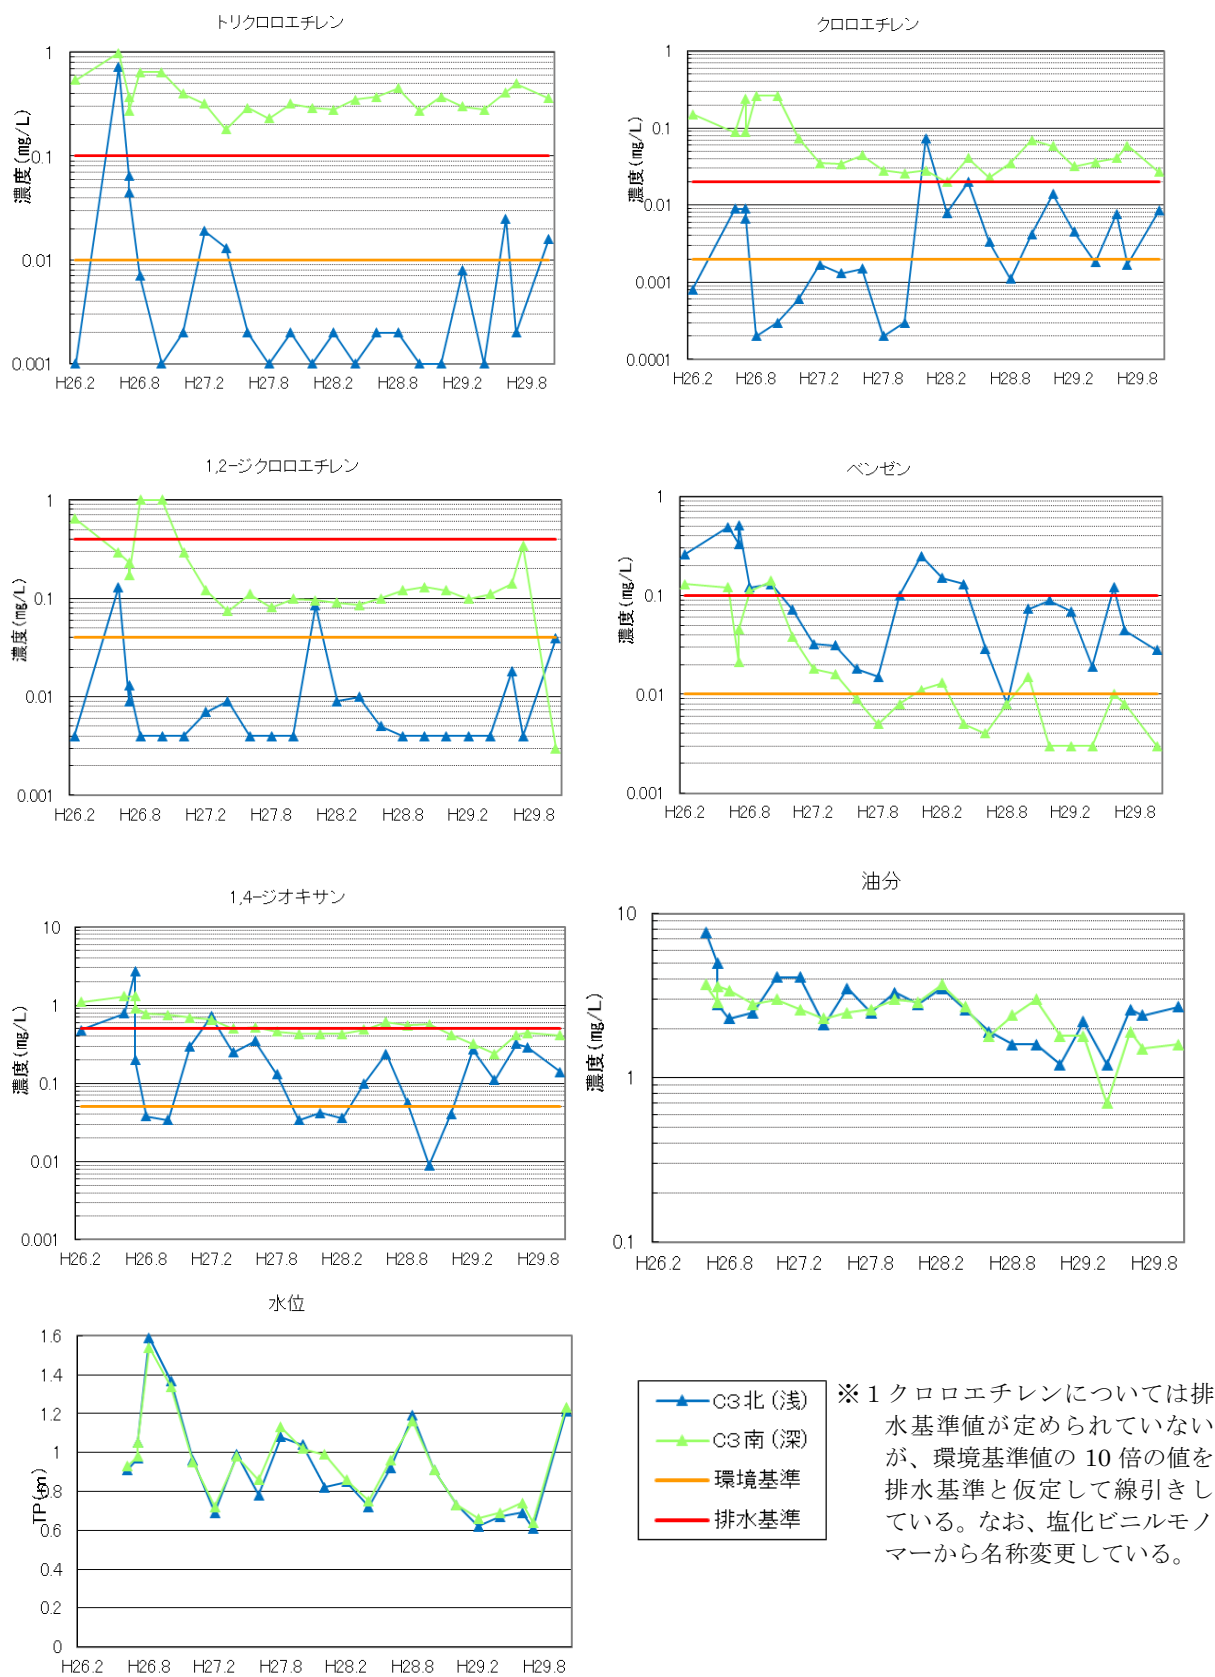 トリクロロエチレン
濃度(mg/L)
1
0.1
0.01
0.001
H26.2 H26.8 H27.2 H27.8 H28.2 H28.8 H29.2 H29.8
クロロエチレン
濃度(mg/L)
1
0.1
0.01
0.001
0.0001
H26.2 H26.8 H27.2 H27.8 H28.2 H28.8 H29.2 H29.8
1,2-ジクロロエチレン
濃度(mg/L)
1
0.1
0.01
0.001
H26.2 H26.8 H27.2 H27.8 H28.2 H28.8 H29.2 H29.8
ベンゼン
濃度(mg/L)
1
0.1
0.01
0.001
H26.2 H26.8 H27.2 H27.8 H28.2 H28.8 H29.2 H29.8
1,4-ジオキサン
濃度(mg/L)
10
1
0.1
0.01
0.001
H26.2 H26.8 H27.2 H27.8 H28.2 H28.8 H29.2 H29.8
油分
濃度(mg/L)
10
1
0.1
H26.2 H26.8 H27.2 H27.8 H28.2 H28.8 H29.2 H29.8
水位
TP(m)
1.6
1.4
1.2
1
0.8
0.6
0.4
0.2
0
H26.2 H26.8 H27.2 H27.8 H28.2 H28.8 H29.2 H29.8
C3北(浅)
C3南(深)
環境基準
排水基準
※1クロロエチレンについては排
水基準値が定められていない
が、環境基準値の 10 倍の値を
排水基準と仮定して線引きし
ている。なお、塩化ビニルモノ
マーから名称変更している。